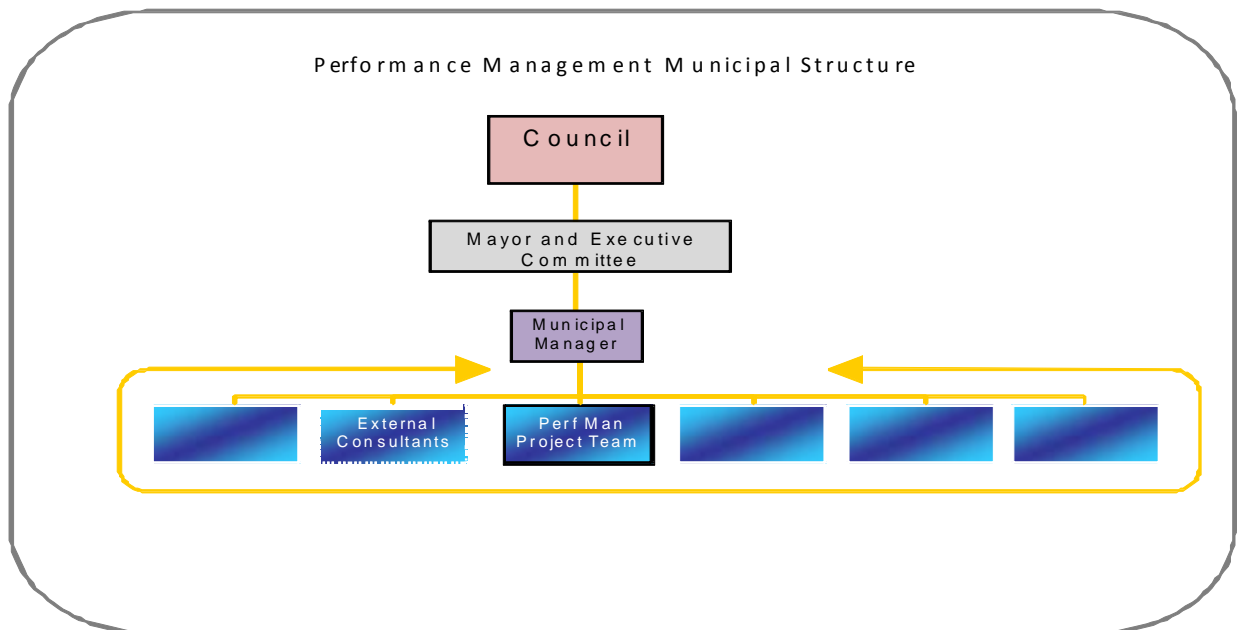 Performance Management Municipal Structure
Council
Mayor and Executive
Committee
Municipal
Manager
External
Consultants
Perf Man
Project Team